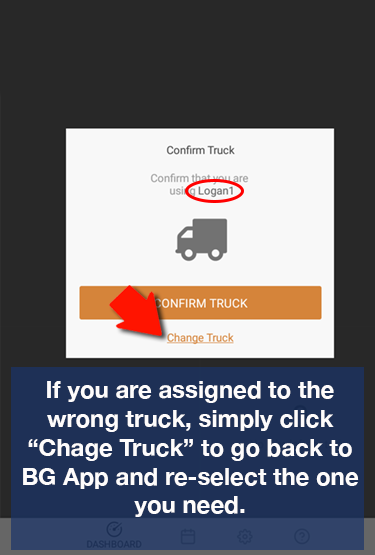 Confirm Truck
Confirm that you are
using Logan1
CONFIRM TRUCK
Change Truck
If you are assigned to the
wrong truck, simply click
“Chage Truck” to go back to
BG App and re-select the one
you need.
DASHBOARD